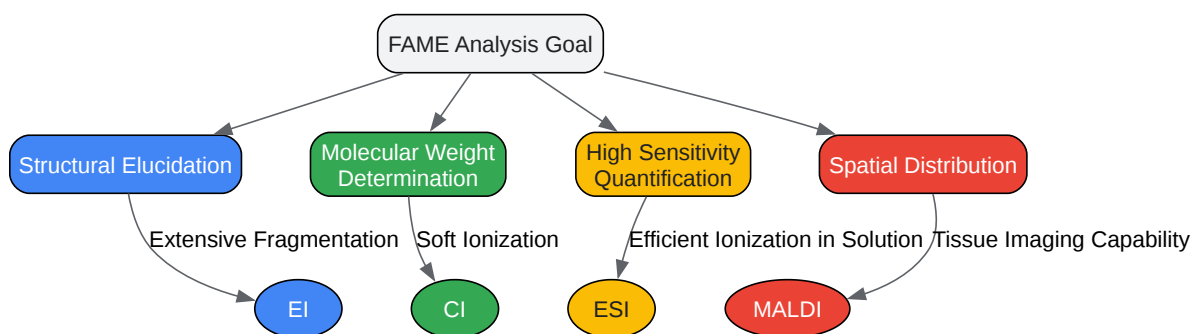 FAME Analysis Goal
Structural Elucidation
Molecular Weight
Determination
High Sensitivity
Quantification
Spatial Distribution
Extensive Fragmentation
Soft Ionization
Efficient Ionization in Solution
Tissue Imaging Capability
EI
CI
ESI
MALDI